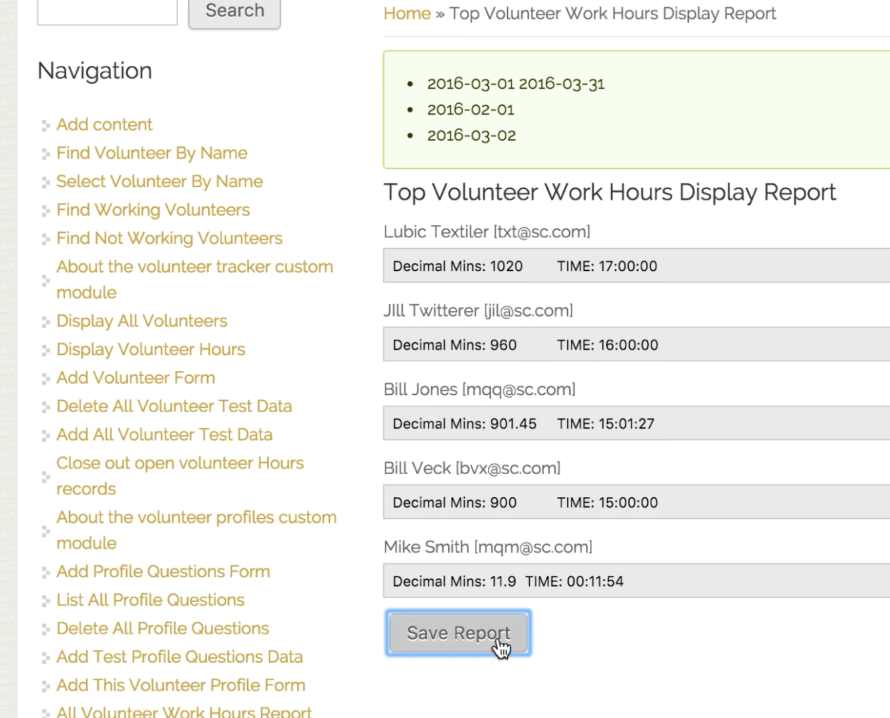 Search
Navigation
Add content
Find Volunteer By Name
Select Volunteer By Name
Find Working Volunteers
Find Not Working Volunteers
About the volunteer tracker custom
module
Display All Volunteers
Display Volunteer Hours
Add Volunteer Form
Delete All Volunteer Test Data
Add All Volunteer Test Data
Close out open volunteer Hours
records
About the volunteer profiles custom
module
Add Profile Questions Form
List All Profile Questions
Delete All Profile Questions
Add Test Profile Questions Data
Add This Volunteer Profile Form
All Volunteer Work Hours Report
Home » Top Volunteer Work Hours Display Report
2016-03-01 2016-03-31
2016-02-01
2016-03-02
Top Volunteer Work Hours Display Report
Lubic Textiler [txt@sc.com]
Decimal Mins: 1020 TIME: 17:00:00
JIll Twitterer [jil@sc.com]
Decimal Mins: 960 TIME: 16:00:00
Bill Jones [mqq@sc.com]
Decimal Mins: 901.45 TIME: 15:01:27
Bill Veck [bvx@sc.com]
Decimal Mins: 900 TIME: 15:00:00
Mike Smith [mqm@sc.com]
Decimal Mins: 11.9 TIME: 00:11:54
Save Report